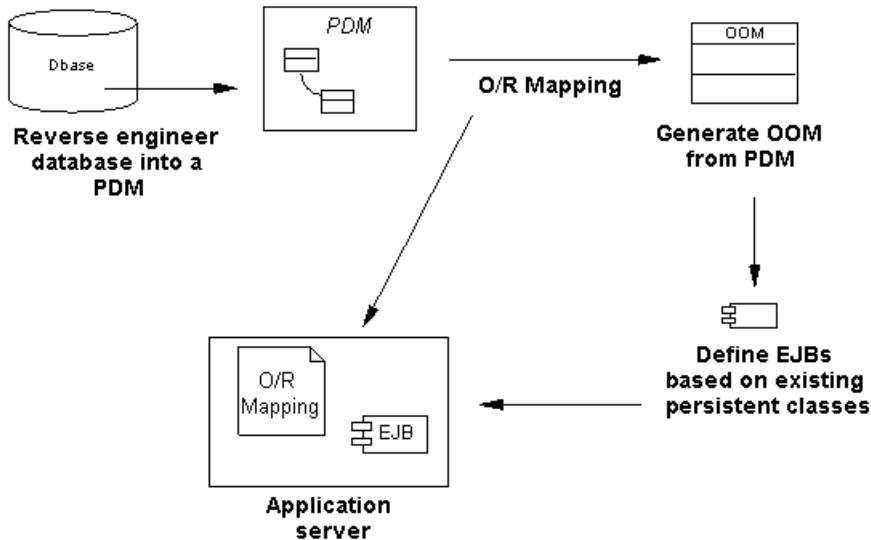 Dbase
Reverse engineer
database into a
PDM
PDM
O/R Mapping
OOM
Generate OOM
from PDM
Define EJBs
based on existing
persistent classes
O/R
Mapping
EJB
Application
server